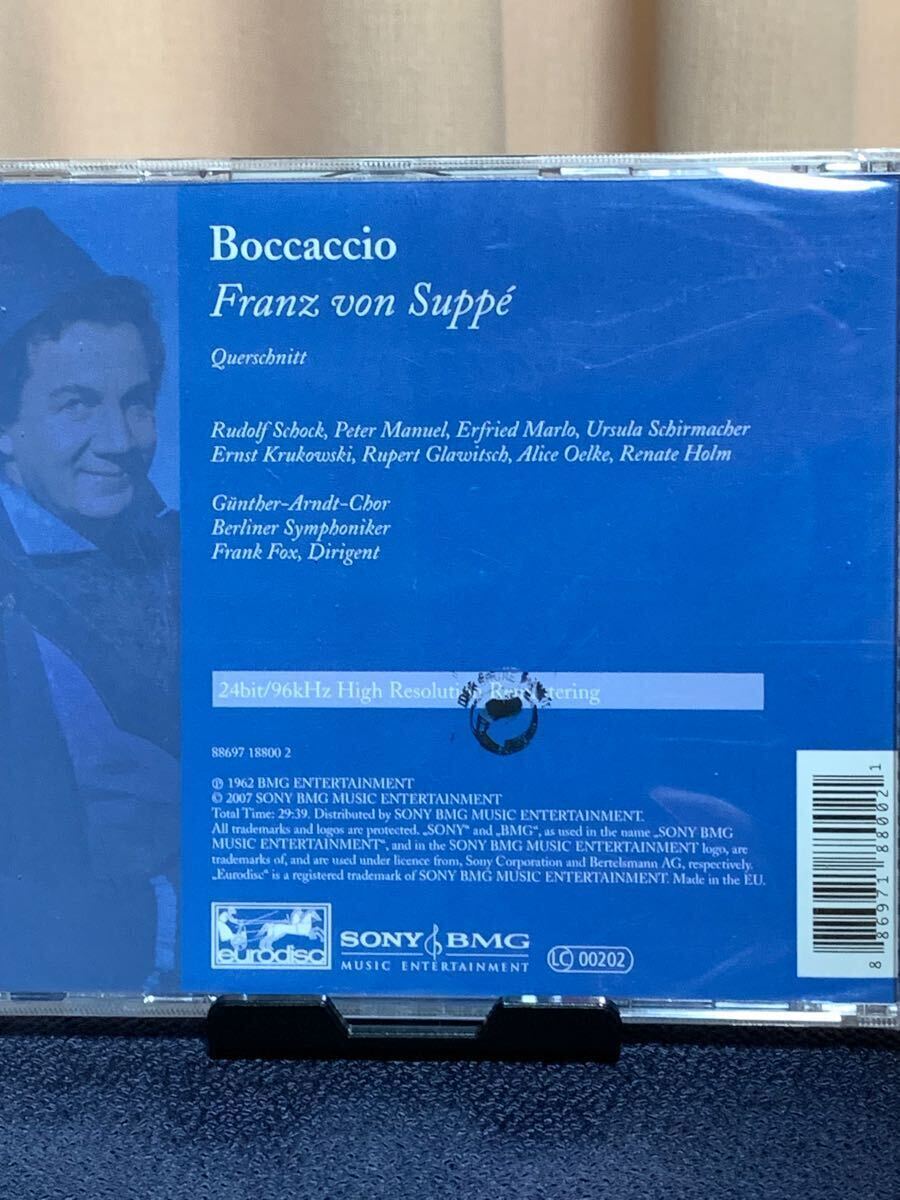 Boccaccio
Franz von Suppé
Querschnitt
Rudolf Schock, Peter Manuel, Erfried Marlo, Ursula Schirmacher
Ernst Krukowski, Rupert Glawitsch, Alice Oelke, Renate Holm
Günther-Arndt-Chor
Berliner Symphoniker
Frank Fox, Dirigent
24bit/96kHz High Resolution Remastering
88697 18800 2
℗ 1962 BMG ENTERTAINMENT
© 2007 SONY BMG MUSIC ENTERTAINMENT
Total Time: 29:39. Distributed by SONY BMG MUSIC ENTERTAINMENT.
All trademarks and logos are protected. „SONY“ and „BMG“, as used in the name „SONY BMG
MUSIC ENTERTAINMENT“, and in the SONY BMG MUSIC ENTERTAINMENT logo, are
trademarks of, and are used under licence from, Sony Corporation and Bertelsmann AG, respectively.
„Eurodisc“ is a registered trademark of SONY BMG MUSIC ENTERTAINMENT. Made in the EU.
eurodisc
SONY BMG
MUSIC ENTERTAINMENT
LC 00202
8 86971 88002 1